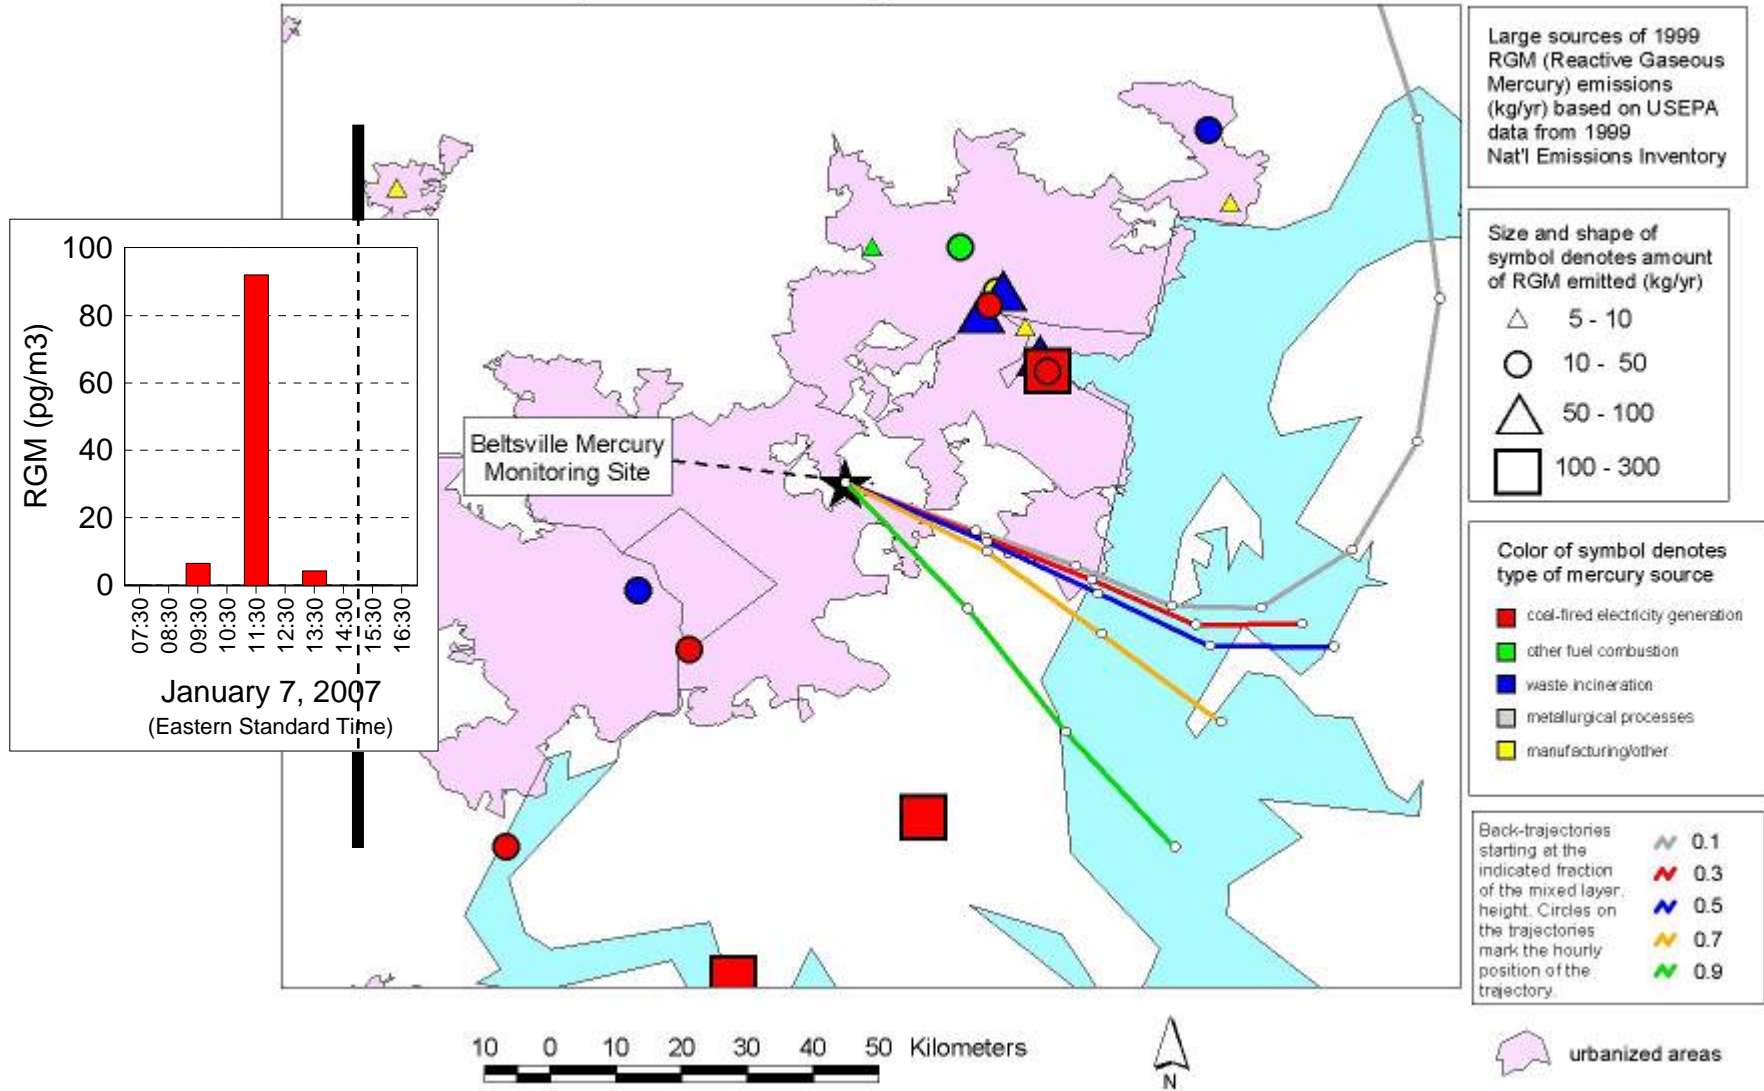 100
80
60
40
20
0
RGM (pg/m3)
07:30
08:30
09:30
10:30
11:30
12:30
13:30
14:30
15:30
16:30
January 7, 2007
(Eastern Standard Time)
Beltsville Mercury
Monitoring Site
10 0 10 20 30 40 50 Kilometers
N
Large sources of 1999
RGM (Reactive Gaseous
Mercury) emissions
(kg/yr) based on USEPA
data from 1999
Nat'l Emissions Inventory
Size and shape of
symbol denotes amount
of RGM emitted (kg/yr)
5 - 10
10 - 50
50 - 100
100 - 300
Color of symbol denotes
type of mercury source
coal-fired electricity generation
other fuel combustion
waste incineration
metallurgical processes
manufacturing/other
Back-trajectories
starting at the
indicated fraction
of the mixed layer.
height. Circles on
the trajectories
mark the hourly
position of the
trajectory.
0.1
0.3
0.5
0.7
0.9
urbanized areas